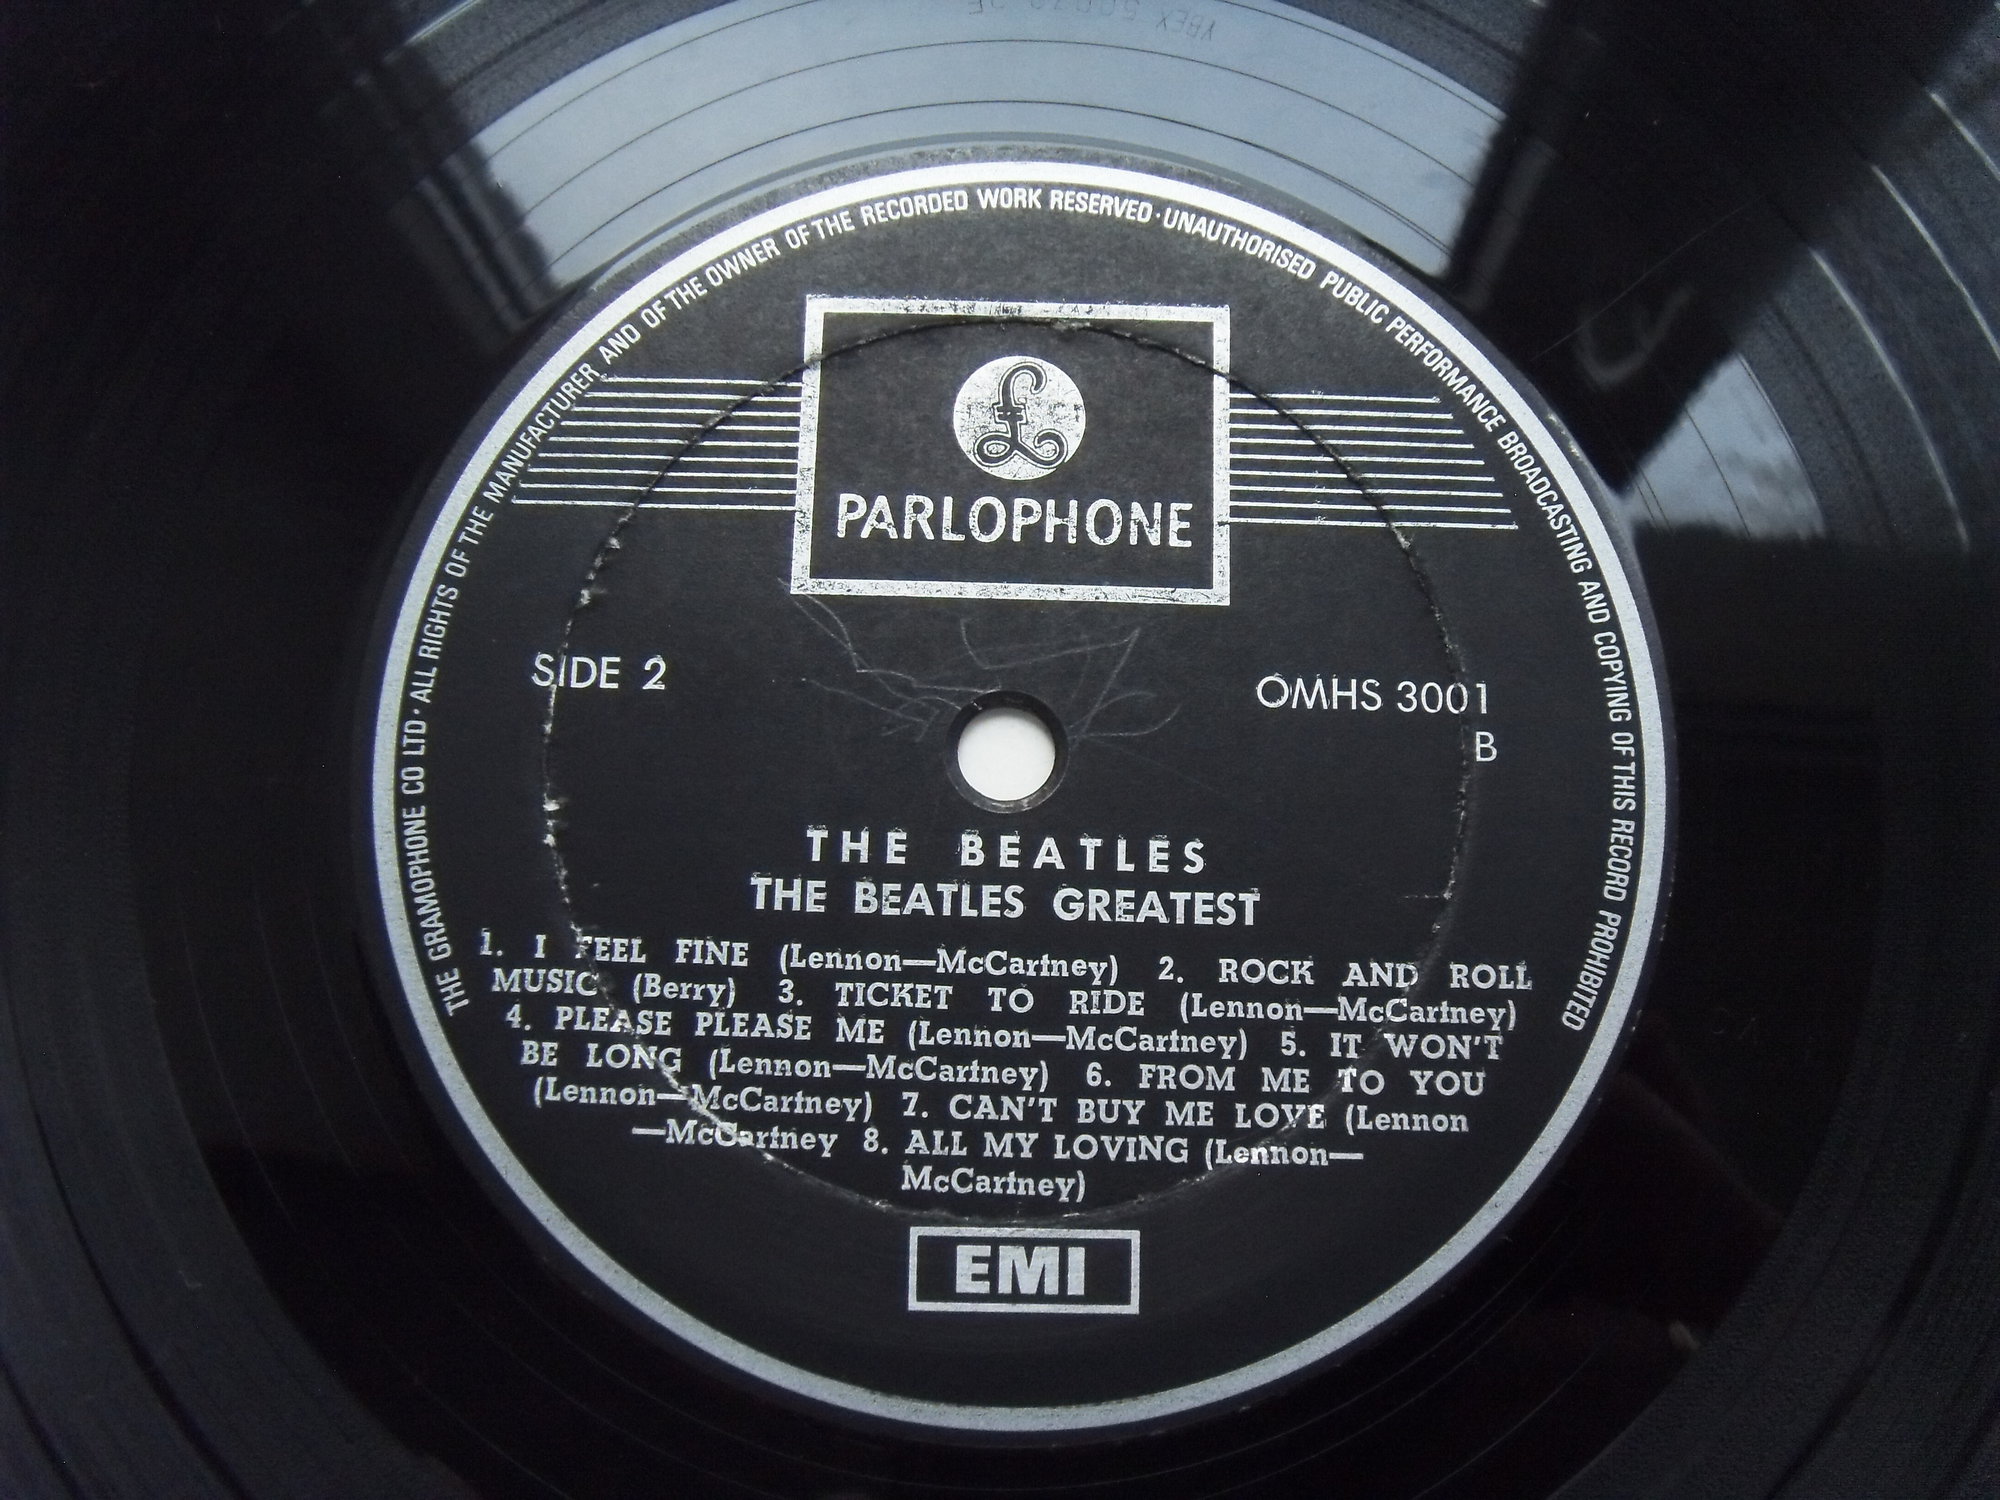 THE GRAMOPHONE CO LTD · ALL RIGHTS OF THE MANUFACTURER AND OF THE OWNER OF THE RECORDED WORK RESERVED · UNAUTHORISED PUBLIC PERFORMANCE BROADCASTING AND COPYING OF THIS RECORD PROHIBITED
£
PARLOPHONE
SIDE 2
OMHS 3001
B
THE BEATLES
THE BEATLES GREATEST
1. I FEEL FINE (Lennon—McCartney) 2. ROCK AND ROLL
MUSIC (Berry) 3. TICKET TO RIDE (Lennon—McCartney)
4. PLEASE PLEASE ME (Lennon—McCartney) 5. IT WON'T
BE LONG (Lennon—McCartney) 6. FROM ME TO YOU
(Lennon—McCartney) 7. CAN'T BUY ME LOVE (Lennon
—McCartney 8. ALL MY LOVING (Lennon—
McCartney)
EMI